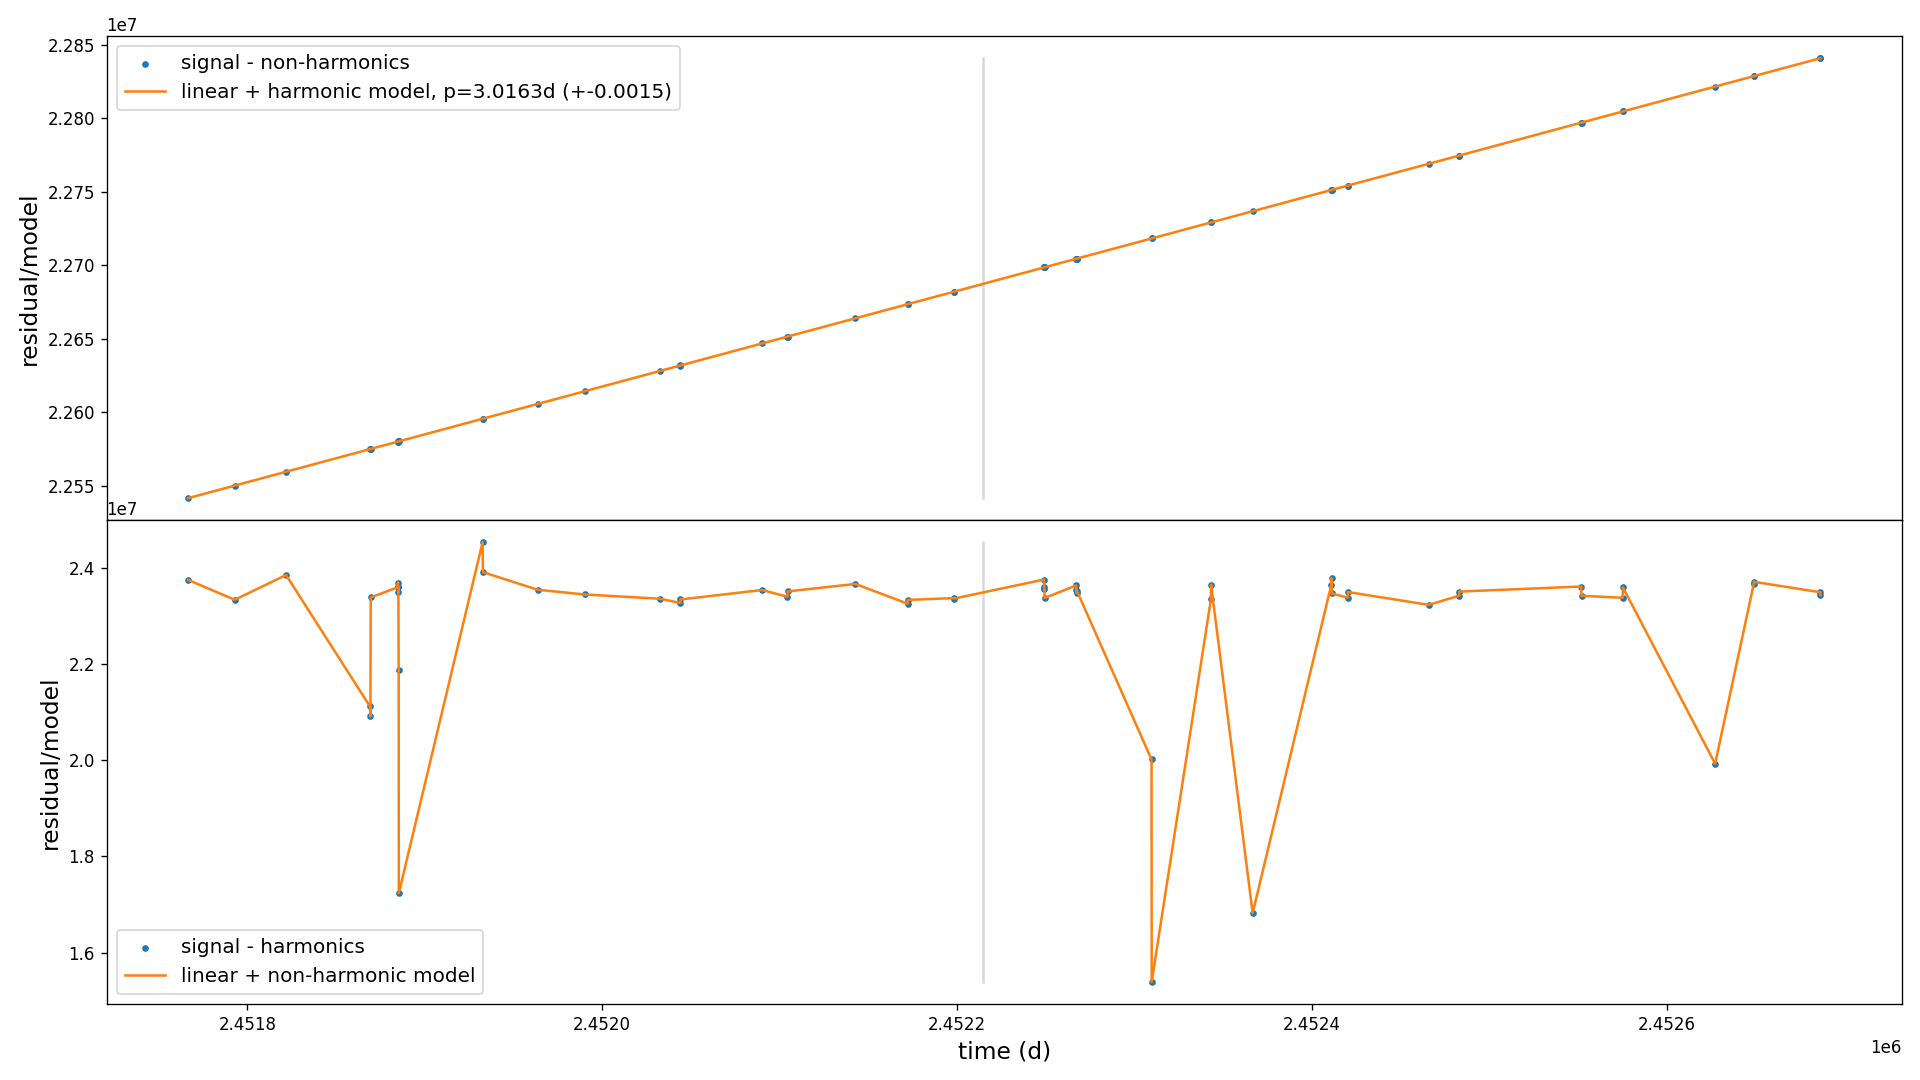 1e7
2.285
2.280
2.275
2.270
2.265
2.260
2.255
residual/model
signal - non-harmonics
linear + harmonic model, p=3.0163d (+-0.0015)
1e7
2.4
2.2
2.0
1.8
1.6
residual/model
signal - harmonics
linear + non-harmonic model
2.4518 2.4520 2.4522 2.4524 2.4526
time (d)
1e6